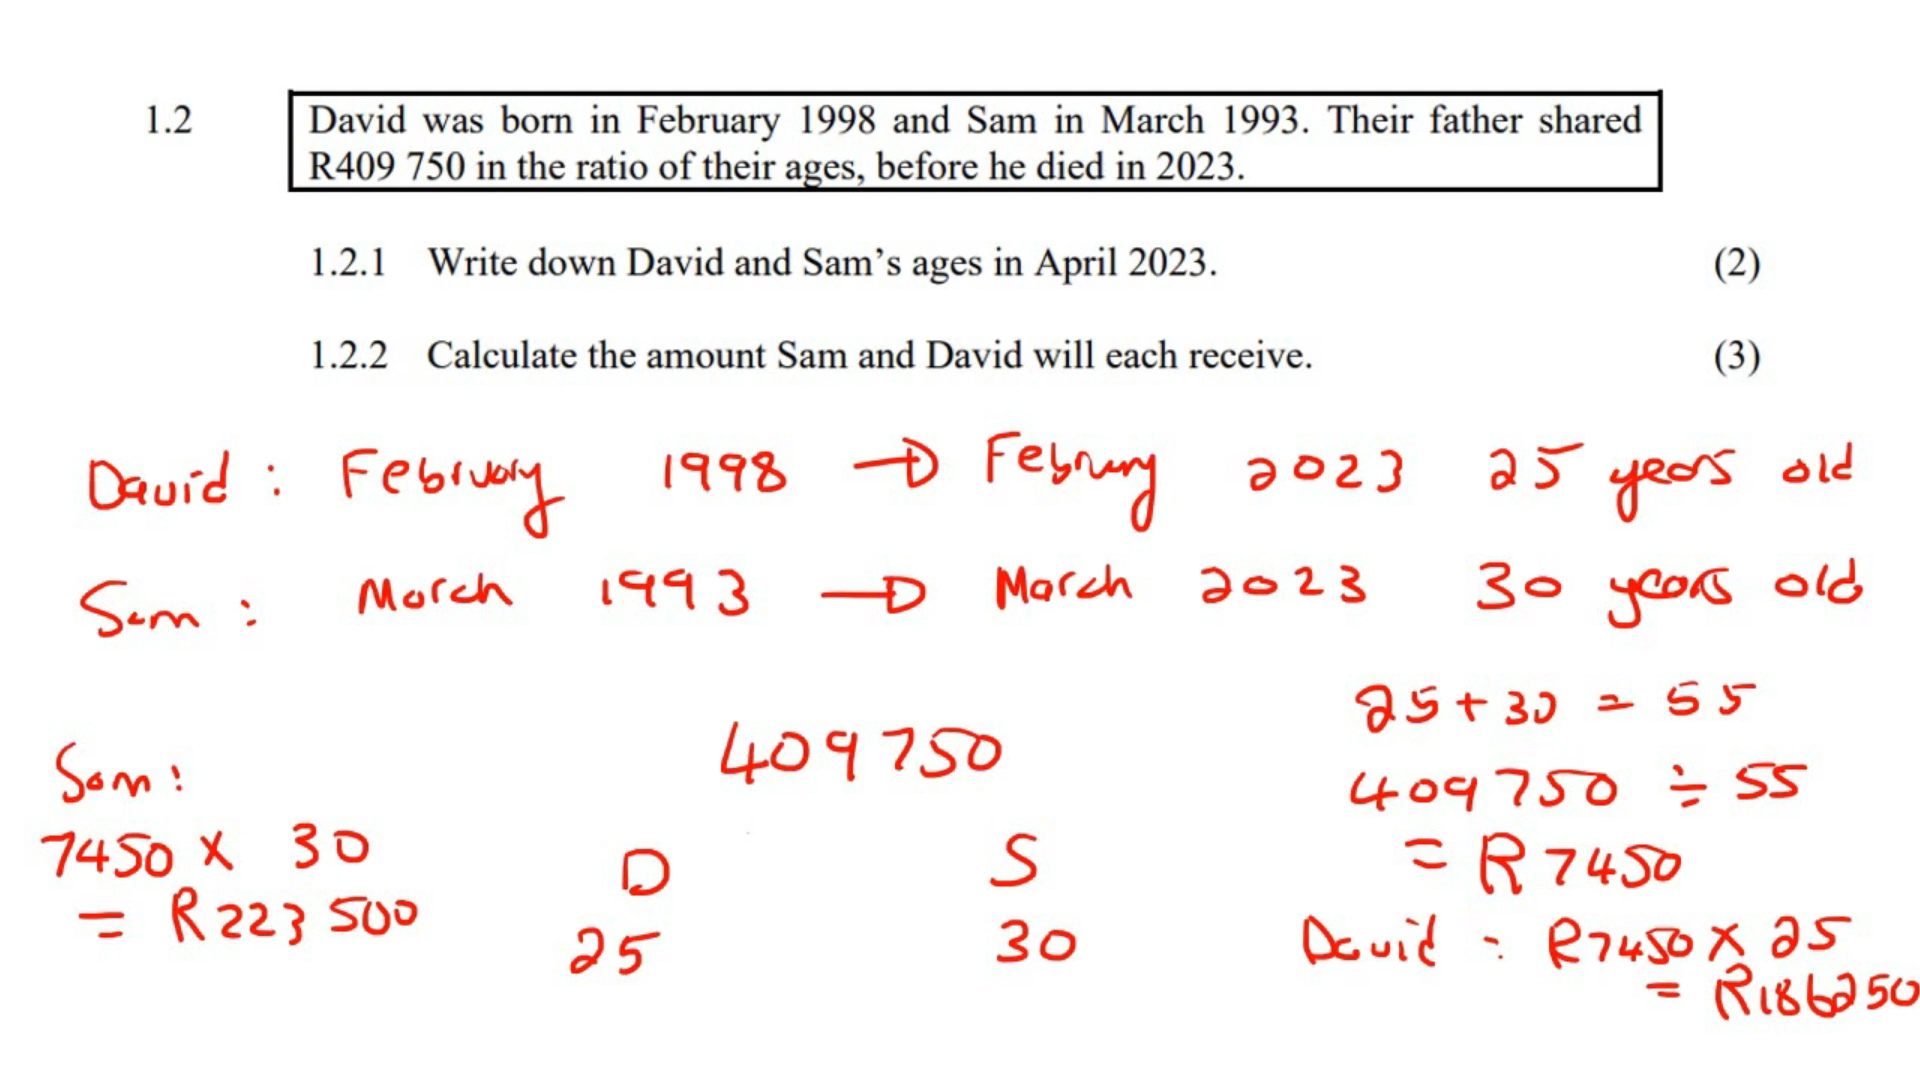 1.2 David was born in February 1998 and Sam in March 1993. Their father shared
R409 750 in the ratio of their ages, before he died in 2023.
1.2.1 Write down David and Sam's ages in April 2023. (2)
1.2.2 Calculate the amount Sam and David will each receive. (3)
David : February 1998 → February 2023 25 years old
Sam : March 1993 → March 2023 30 years old
25 + 30 = 55
409750
409750 ÷ 55
= R7450
Sam :
7450 × 30
= R223 500
D S
25 30
David : R7450 × 25
= R186250